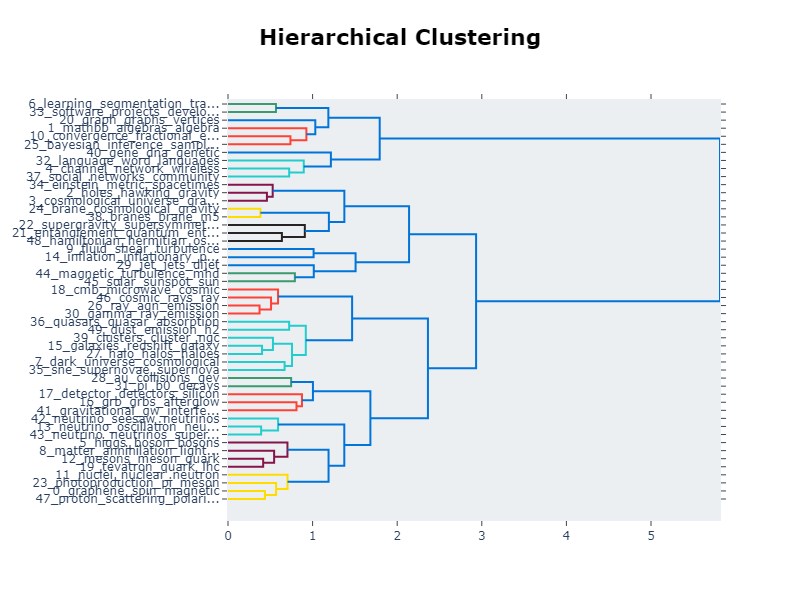 Hierarchical Clustering
6_learning_segmentation_tra...
33_software_projects_develo...
20_graph_graphs_vertices
1_mathbb_algebras_algebra
10_convergence_fractional_e...
25_bayesian_inference_sampl...
40_gene_dna_genetic
32_language_word_languages
4_channel_network_wireless
37_social_networks_community
34_einstein_metric_spacetimes
2_holes_hawking_gravity
3_cosmological_universe_gra...
24_brane_cosmological_gravity
38_branes_brane_m5
22_supergravity_supersymmet...
21_entanglement_quantum_ent...
48_hamiltonian_hermitian_os...
9_fluid_shear_turbulence
14_inflation_inflationary_p...
29_jet_jets_dijet
44_magnetic_turbulence_mhd
45_solar_sunspot_sun
18_cmb_microwave_cosmic
46_cosmic_rays_ray
26_ray_agn_emission
30_gamma_ray_emission
36_quasars_quasar_absorption
49_dust_emission_h2
39_clusters_cluster_ngc
15_galaxies_redshift_galaxy
27_halo_halos_haloes
7_dark_universe_cosmological
35_sne_supernovae_supernova
28_au_collisions_gev
31_pi_b0_decays
17_detector_detectors_silicon
16_grb_grbs_afterglow
41_gravitational_gw_interfe...
42_neutrino_seesaw_neutrinos
13_neutrino_oscillation_neu...
43_neutrino_neutrinos_super...
5_higgs_boson_bosons
8_matter_annihilation_light...
12_mesons_meson_quark
19_tevatron_quark_lhc
11_nuclei_nuclear_neutron
23_photoproduction_pi_meson
0_graphene_spin_magnetic
47_proton_scattering_polari...
0 1 2 3 4 5